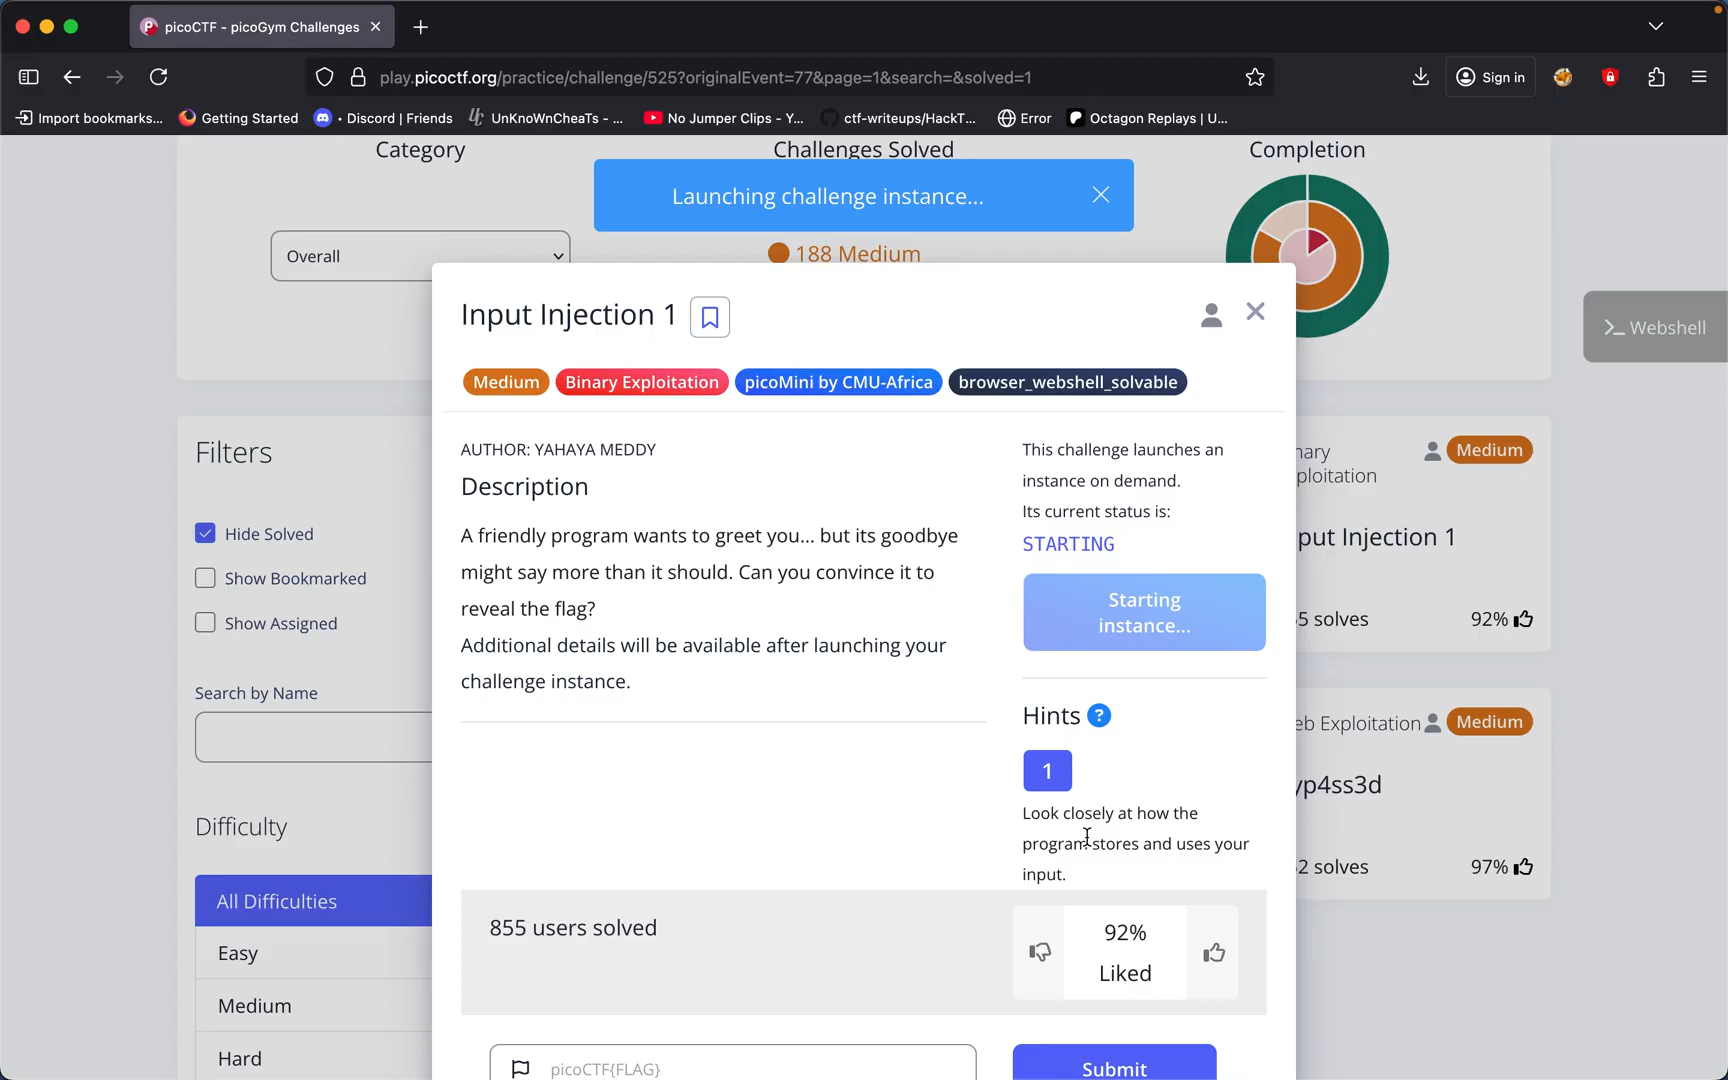 picoCTF - picoGym Challenges
play.picoctf.org/practice/challenge/525?originalEvent=77&page=1&search=&solved=1
Sign in
Import bookmarks...
Getting Started
• Discord | Friends
UnKnoWnCheaTs - ...
No Jumper Clips - Y...
ctf-writeups/HackT...
Error
Octagon Replays | U...
Category
Challenges Solved
Completion
Launching challenge instance...
Overall
188 Medium
Webshell
Input Injection 1
Medium
Binary Exploitation
picoMini by CMU-Africa
browser_webshell_solvable
AUTHOR: YAHAYA MEDDY
Description
A friendly program wants to greet you... but its goodbye
might say more than it should. Can you convince it to
reveal the flag?
Additional details will be available after launching your
challenge instance.
This challenge launches an
instance on demand.
Its current status is:
STARTING
Starting
instance...
Hints ?
1
Look closely at how the
program stores and uses your
input.
855 users solved
92%
Liked
picoCTF{FLAG}
Submit
Filters
Hide Solved
Show Bookmarked
Show Assigned
Search by Name
Difficulty
All Difficulties
Easy
Medium
Hard
nary
ploitation
Medium
put Injection 1
5 solves
92%
eb Exploitation
Medium
yp4ss3d
2 solves
97%